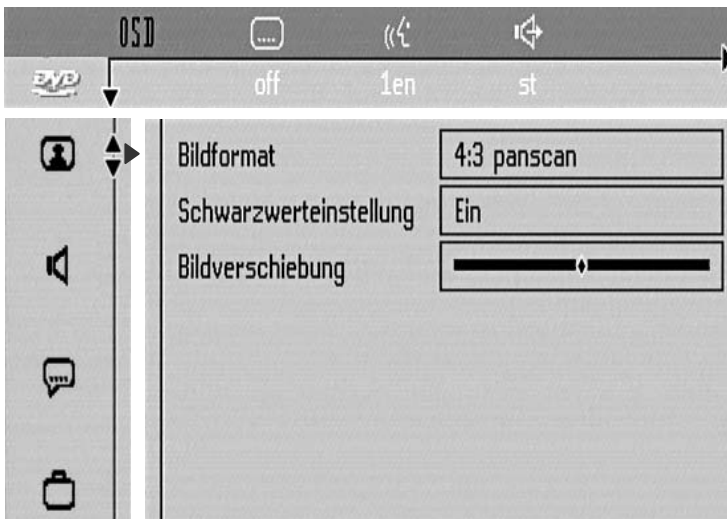 OSD
DVD off 1en st
Bildformat 4:3 panscan
Schwarzwerteinstellung Ein
Bildverschiebung